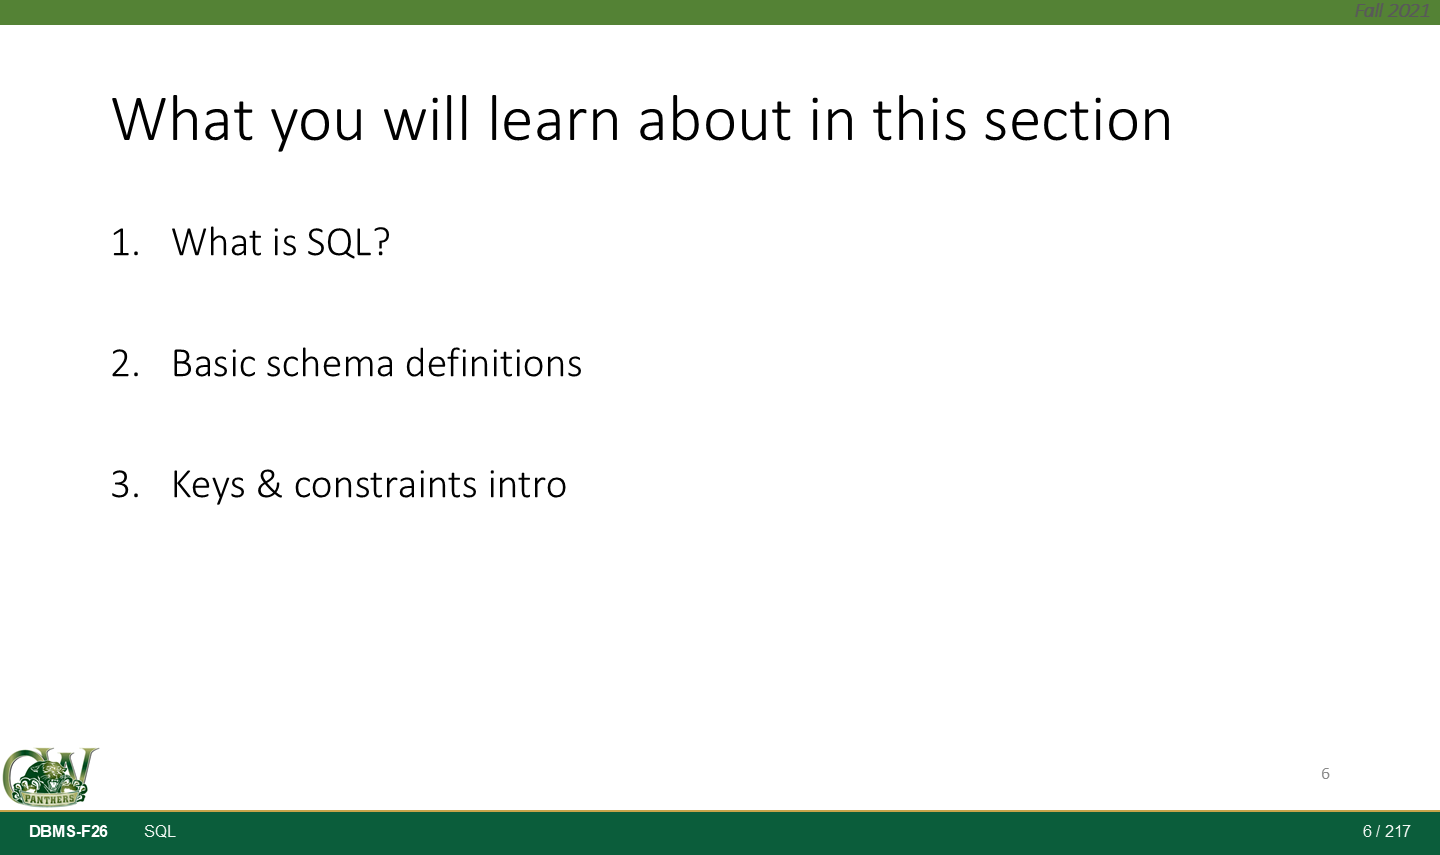 Fall 2021
What you will learn about in this section
1. What is SQL?
2. Basic schema definitions
3. Keys & constraints intro
OW
PANTHERS
6
DBMS-F26 SQL 6 / 217